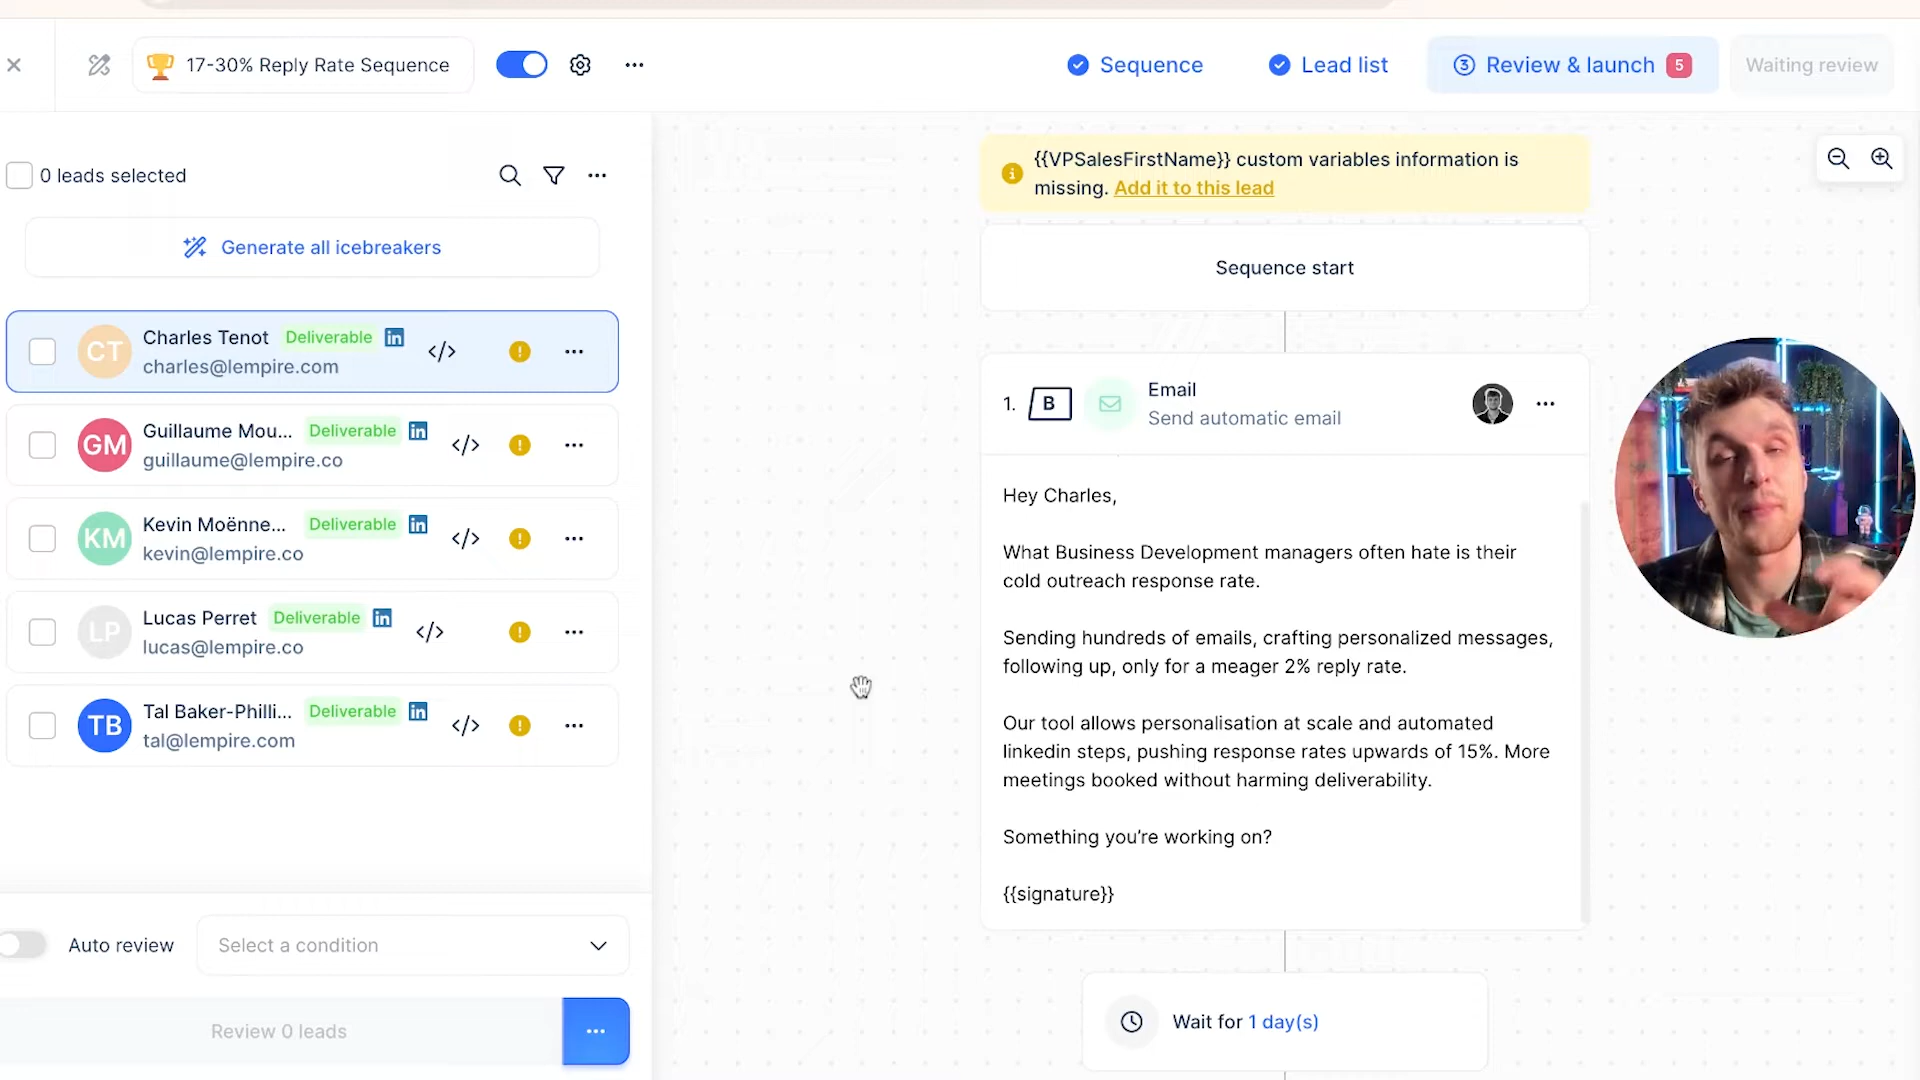 17-30% Reply Rate Sequence
Sequence
Lead list
3 Review & launch 5
Waiting review
0 leads selected
Generate all icebreakers
CT Charles Tenot Deliverable in </>
charles@lempire.com
GM Guillaume Mou... Deliverable in </>
guillaume@lempire.co
KM Kevin Moënne... Deliverable in </>
kevin@lempire.co
LP Lucas Perret Deliverable in </>
lucas@lempire.co
TB Tal Baker-Philli... Deliverable in </>
tal@lempire.com
Auto review
Select a condition
Review 0 leads
{{VPSalesFirstName}} custom variables information is
missing. Add it to this lead
Sequence start
1. B Email
Send automatic email
Hey Charles,
What Business Development managers often hate is their
cold outreach response rate.
Sending hundreds of emails, crafting personalized messages,
following up, only for a meager 2% reply rate.
Our tool allows personalisation at scale and automated
linkedin steps, pushing response rates upwards of 15%. More
meetings booked without harming deliverability.
Something you’re working on?
{{signature}}
Wait for 1 day(s)